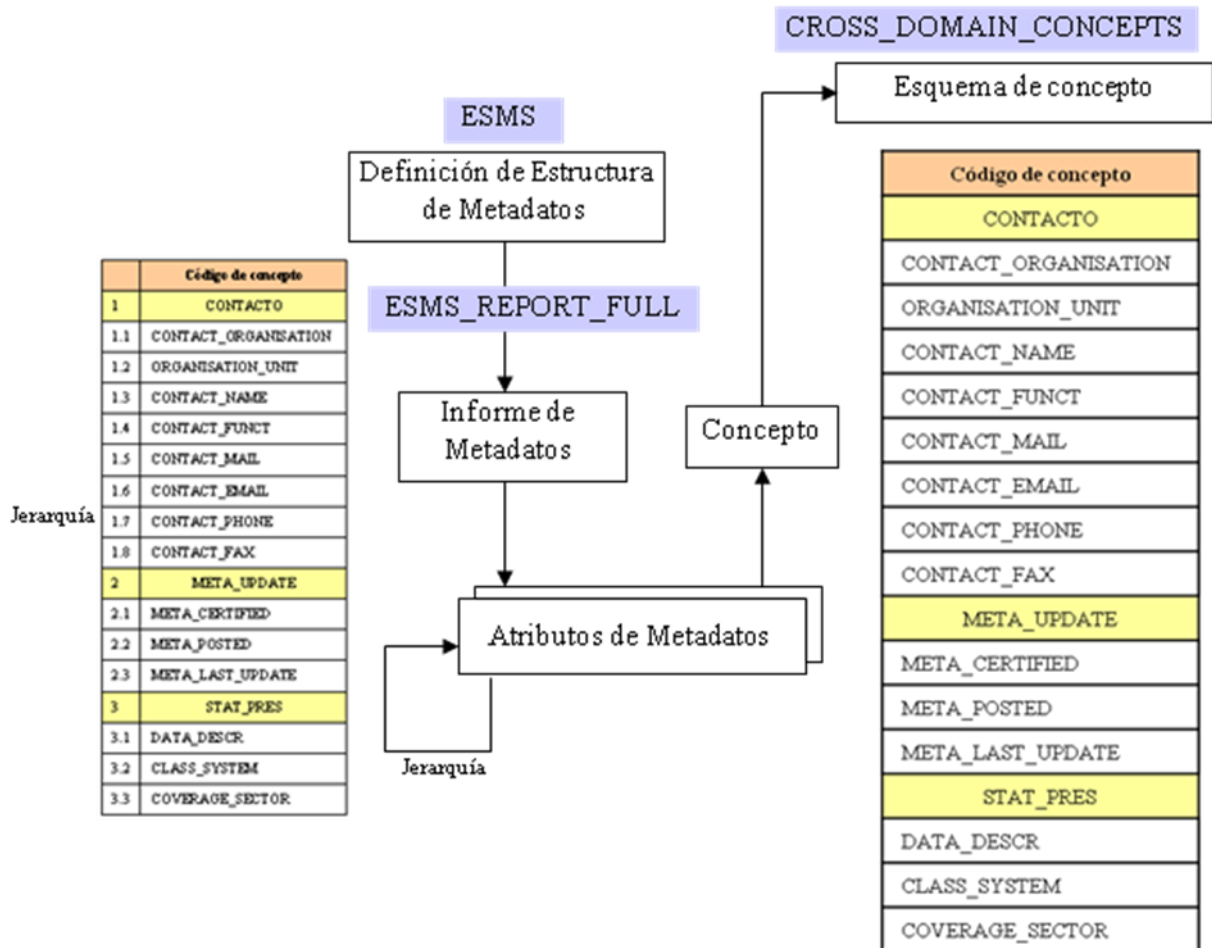 CROSS_DOMAIN_CONCEPTS
Esquema de concepto
ESMS
Definición de Estructura
de Metadatos
ESMS_REPORT_FULL
Informe de
Metadatos
Concepto
Atributos de Metadatos
Jerarquía
Jerarquía
Código de concepto
1 CONTACTO
1.1 CONTACT_ORGANISATION
1.2 ORGANISATION_UNIT
1.3 CONTACT_NAME
1.4 CONTACT_FUNCT
1.5 CONTACT_MAIL
1.6 CONTACT_EMAIL
1.7 CONTACT_PHONE
1.8 CONTACT_FAX
2 META_UPDATE
2.1 META_CERTIFIED
2.2 META_POSTED
2.3 META_LAST_UPDATE
3 STAT_PRES
3.1 DATA_DESCR
3.2 CLASS_SYSTEM
3.3 COVERAGE_SECTOR
Código de concepto
CONTACTO
CONTACT_ORGANISATION
ORGANISATION_UNIT
CONTACT_NAME
CONTACT_FUNCT
CONTACT_MAIL
CONTACT_EMAIL
CONTACT_PHONE
CONTACT_FAX
META_UPDATE
META_CERTIFIED
META_POSTED
META_LAST_UPDATE
STAT_PRES
DATA_DESCR
CLASS_SYSTEM
COVERAGE_SECTOR